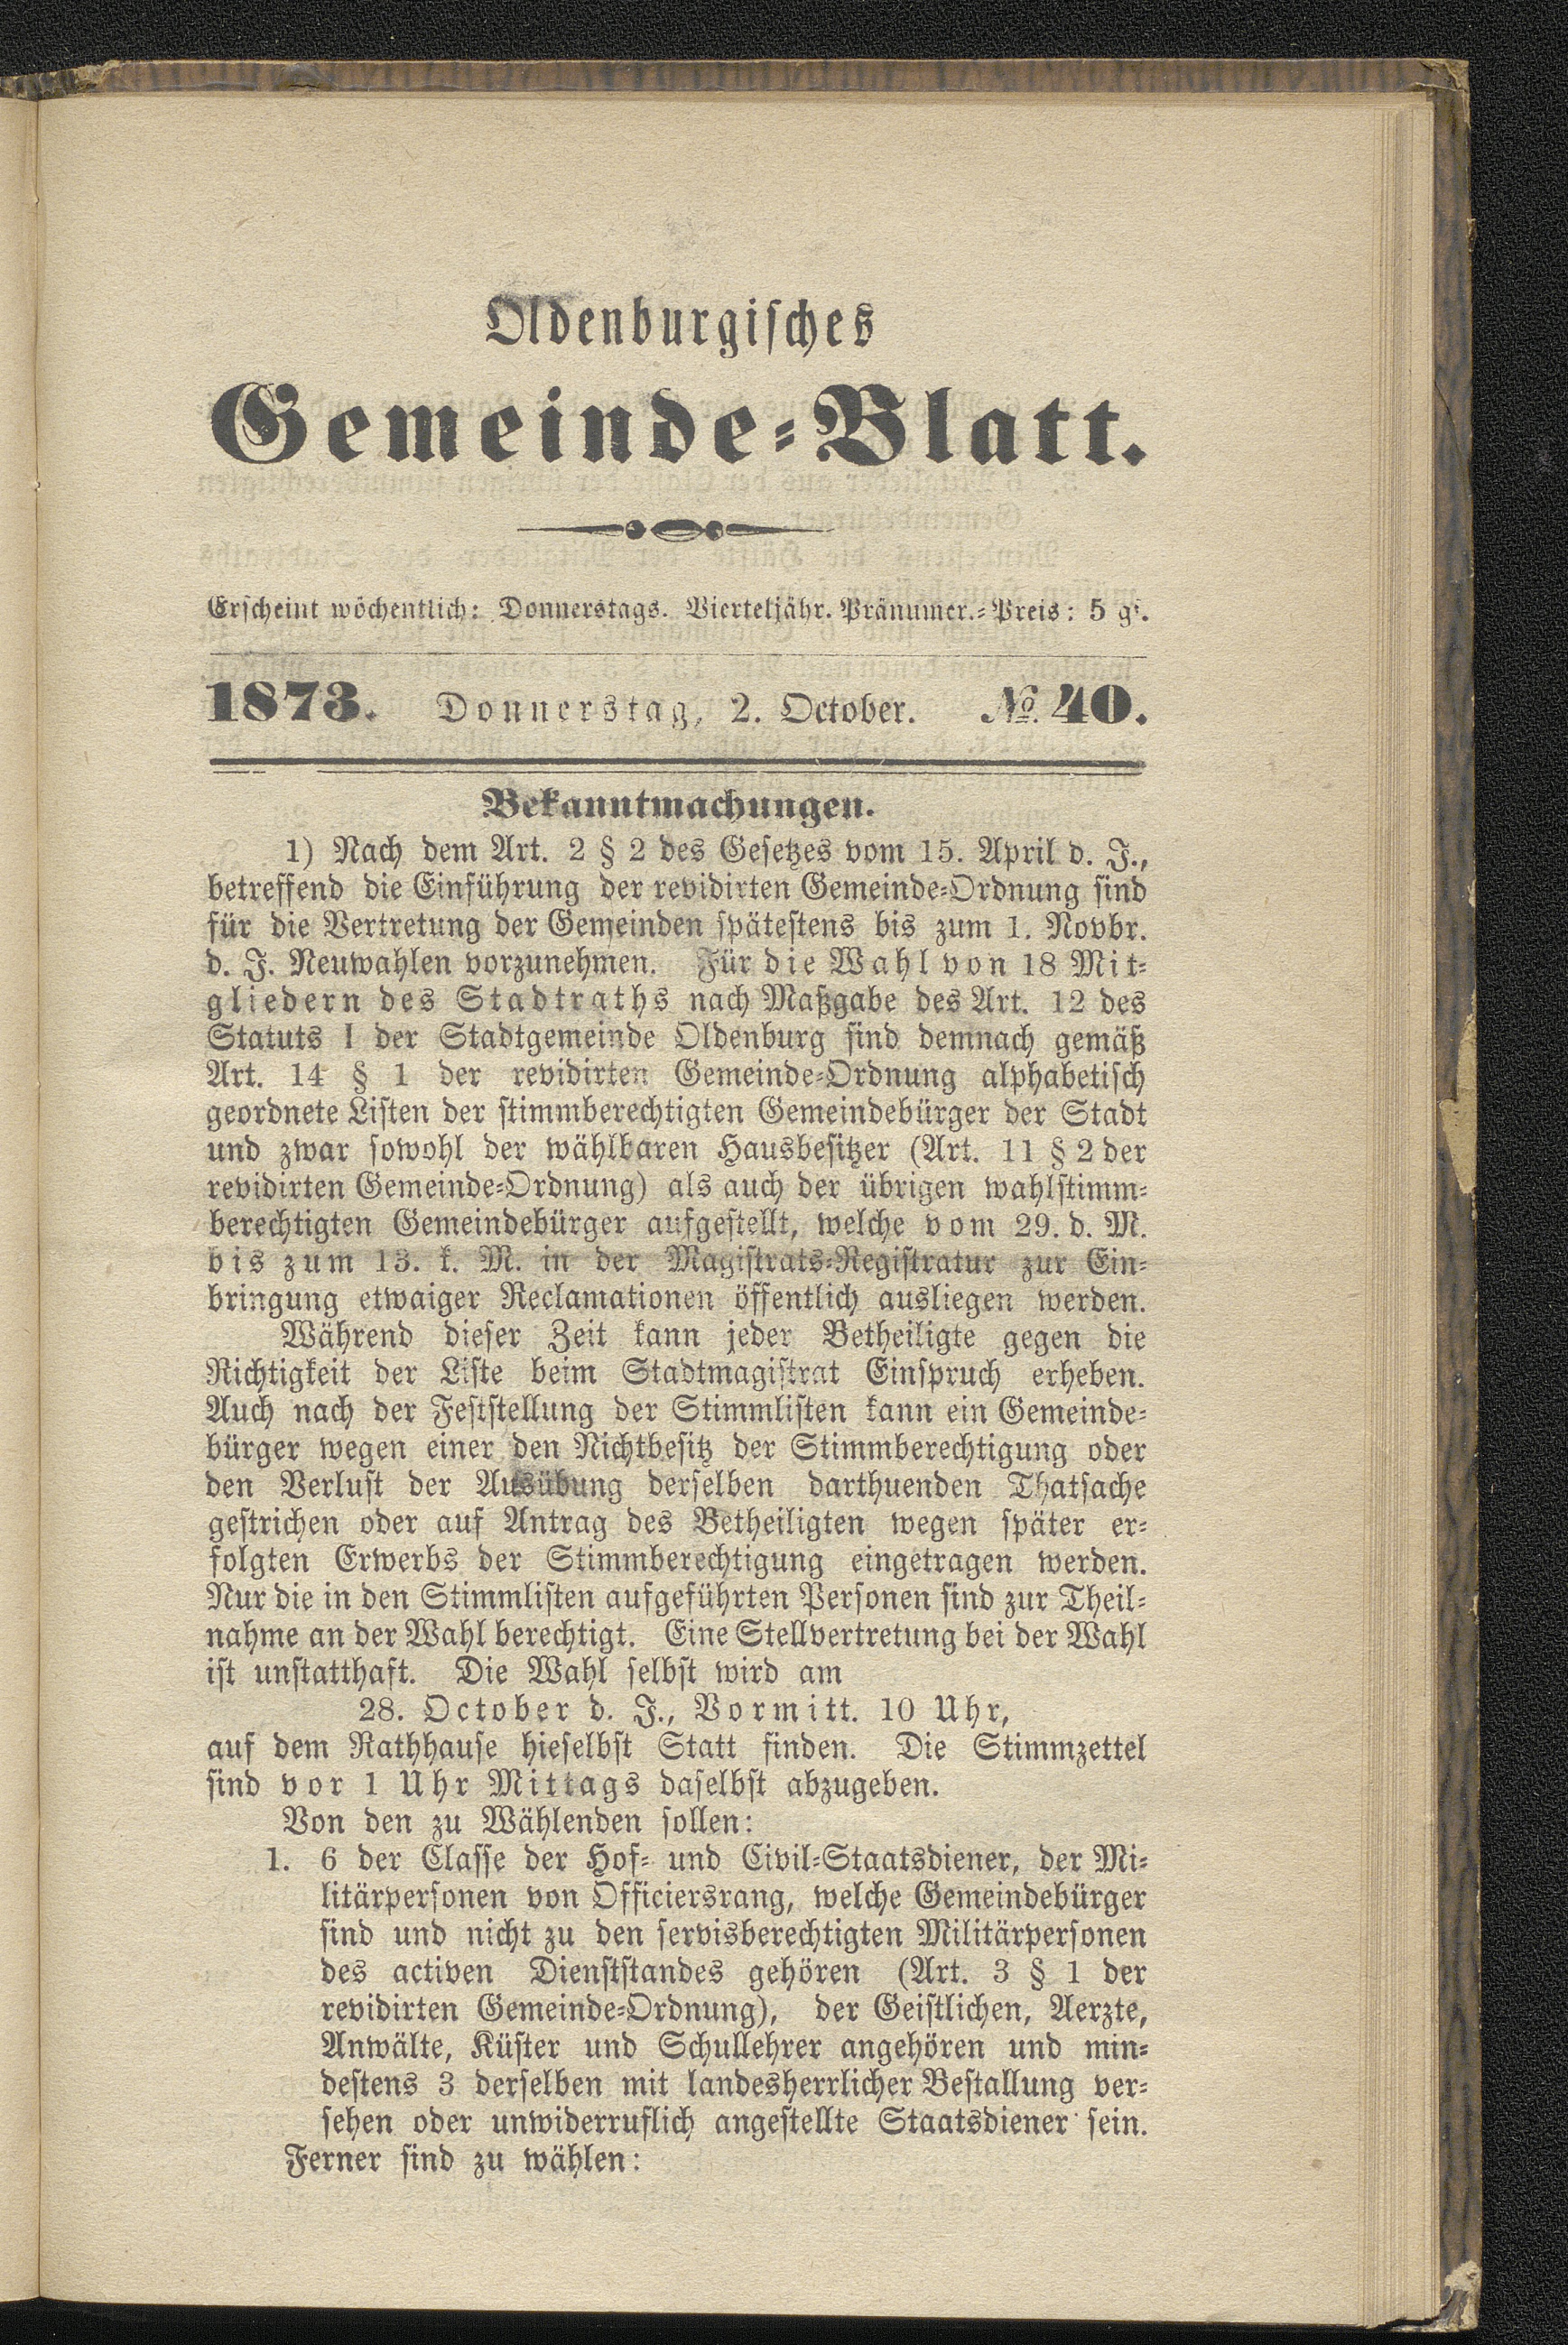 Oldenburgisches
Gemeinde-Blatt.
Erscheint wöchentlich: Donnerstags. Vierteljähr. Pränumer.-Preis: 5 gſ.
1873. Donnerstag, 2. October. № 40.
Bekanntmachungen.
1) Nach dem Art. 2 § 2 des Geſetzes vom 15. April d. J.,
betreffend die Einführung der revidirten Gemeinde-Ordnung ſind
für die Vertretung der Gemeinden ſpäteſtens bis zum 1. Novbr.
d. J. Neuwahlen vorzunehmen. Für die Wahl von 18 Mit-
gliedern des Stadtraths nach Maßgabe des Art. 12 des
Statuts I der Stadtgemeinde Oldenburg ſind demnach gemäß
Art. 14 § 1 der revidirten Gemeinde-Ordnung alphabetiſch
geordnete Liſten der ſtimmberechtigten Gemeindebürger der Stadt
und zwar ſowohl der wählbaren Hausbeſitzer (Art. 11 § 2 der
revidirten Gemeinde-Ordnung) als auch der übrigen wahlſtimm-
berechtigten Gemeindebürger aufgeſtellt, welche vom 29. d. M.
bis zum 13. k. M. in der Magiſtrats-Regiſtratur zur Ein-
bringung etwaiger Reclamationen öffentlich ausliegen werden.
Während dieſer Zeit kann jeder Betheiligte gegen die
Richtigkeit der Liſte beim Stadtmagiſtrat Einſpruch erheben.
Auch nach der Feſtſtellung der Stimmliſten kann ein Gemeinde-
bürger wegen einer den Nichtbeſitz der Stimmberechtigung oder
den Verluſt der Ausübung derſelben darthuenden Thatſache
geſtrichen oder auf Antrag des Betheiligten wegen ſpäter er-
folgten Erwerbs der Stimmberechtigung eingetragen werden.
Nur die in den Stimmliſten aufgeführten Perſonen ſind zur Theil-
nahme an der Wahl berechtigt. Eine Stellvertretung bei der Wahl
iſt unſtatthaft. Die Wahl ſelbſt wird am
28. October d. J., Vormitt. 10 Uhr,
auf dem Rathhauſe hieſelbſt Statt finden. Die Stimmzettel
ſind vor 1 Uhr Mittags daſelbſt abzugeben.
Von den zu Wählenden ſollen:
1. 6 der Claſſe der Hof- und Civil-Staatsdiener, der Mi-
litärperſonen von Officiersrang, welche Gemeindebürger
ſind und nicht zu den ſervisberechtigten Militärperſonen
des activen Dienſtſtandes gehören (Art. 3 § 1 der
revidirten Gemeinde-Ordnung), der Geiſtlichen, Aerzte,
Anwälte, Küſter und Schullehrer angehören und min-
deſtens 3 derſelben mit landesherrlicher Beſtallung ver-
ſehen oder unwiderruflich angeſtellte Staatsdiener ſein.
Ferner ſind zu wählen: